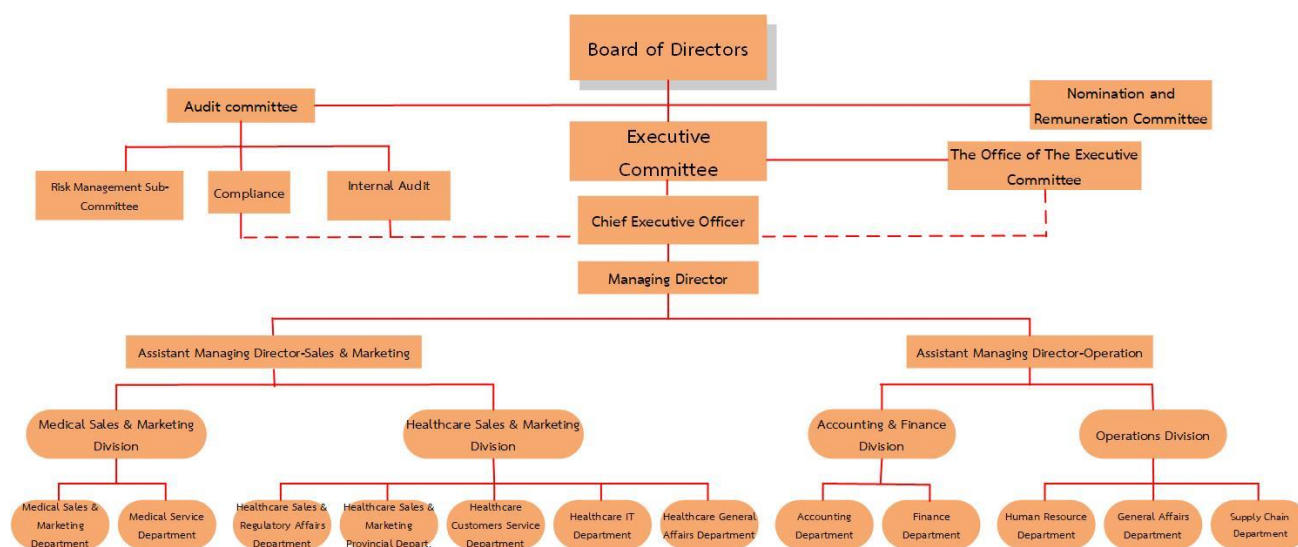 Board of Directors
Audit committee
Nomination and
Remuneration Committee
Executive
Committee
The Office of The Executive
Committee
Risk Management Sub-
Committee
Compliance
Internal Audit
Chief Executive Officer
Managing Director
Assistant Managing Director-Sales & Marketing
Assistant Managing Director-Operation
Medical Sales & Marketing
Division
Healthcare Sales & Marketing
Division
Accounting & Finance
Division
Operations Division
Medical Sales &
Marketing
Department
Medical Service
Department
Healthcare Sales &
Regulatory Affairs
Department
Healthcare Sales &
Marketing
Provincial Depart.
Healthcare
Customers Service
Department
Healthcare IT
Department
Healthcare General
Affairs Department
Accounting
Department
Finance
Department
Human Resource
Department
General Affairs
Department
Supply Chain
Department